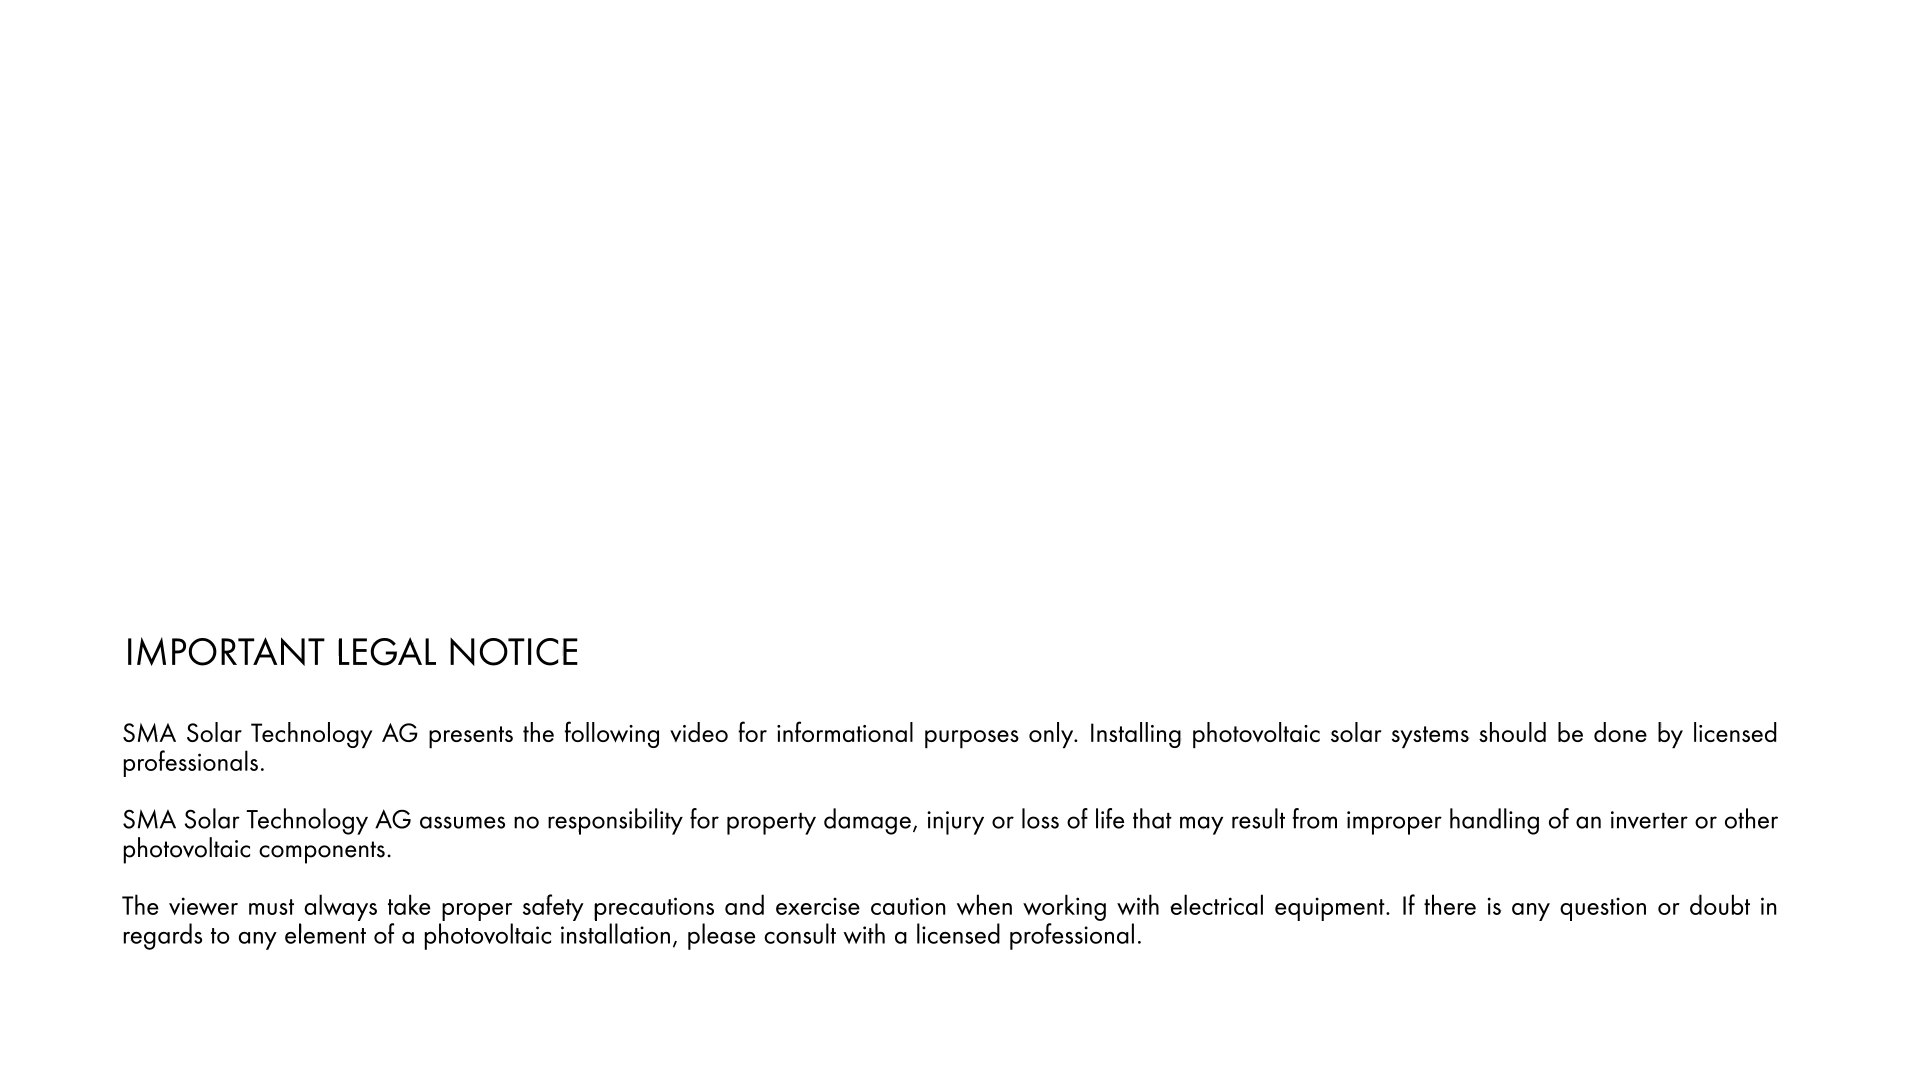 IMPORTANT LEGAL NOTICE
SMA Solar Technology AG presents the following video for informational purposes only. Installing photovoltaic solar systems should be done by licensed
professionals.
SMA Solar Technology AG assumes no responsibility for property damage, injury or loss of life that may result from improper handling of an inverter or other
photovoltaic components.
The viewer must always take proper safety precautions and exercise caution when working with electrical equipment. If there is any question or doubt in
regards to any element of a photovoltaic installation, please consult with a licensed professional.